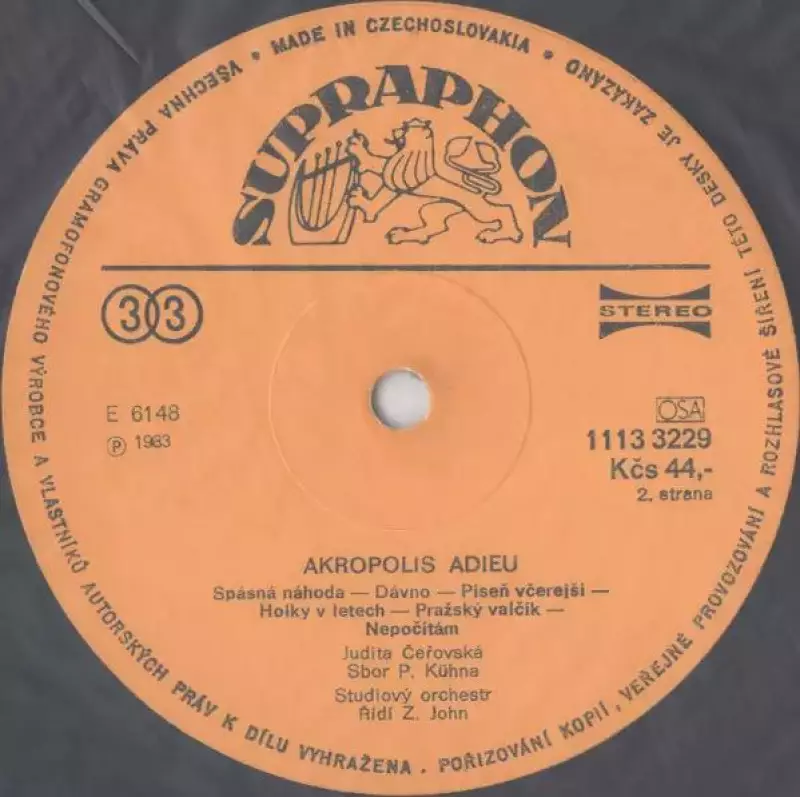 VŠECHNA PRÁVA GRAMOFONOVÉHO VÝROBCE A VLASTNÍKŮ AUTORSKÝCH PRÁV K DÍLU VYHRAŽENA . POŘIZOVÁNÍ KOPIÍ, VEŘEJNÉ PROVOZOVÁNÍ A ROZHLASOVÉ ŠÍŘENÍ TÉTO DESKY JE ZAKÁZÁNO
• MADE IN CZECHOSLOVAKIA •
SUPRAPHON
33
STEREO
E 6148
Ⓟ 1983
OSA
1113 3229
Kčs 44,-
2. strana
AKROPOLIS ADIEU
Spásná náhoda — Dávno — Píseň včerejší —
Holky v letech — Pražský valčík —
Nepočítám
Judita Čeřovská
Sbor P. Kühna
Studiový orchestr
Řídí Z. John